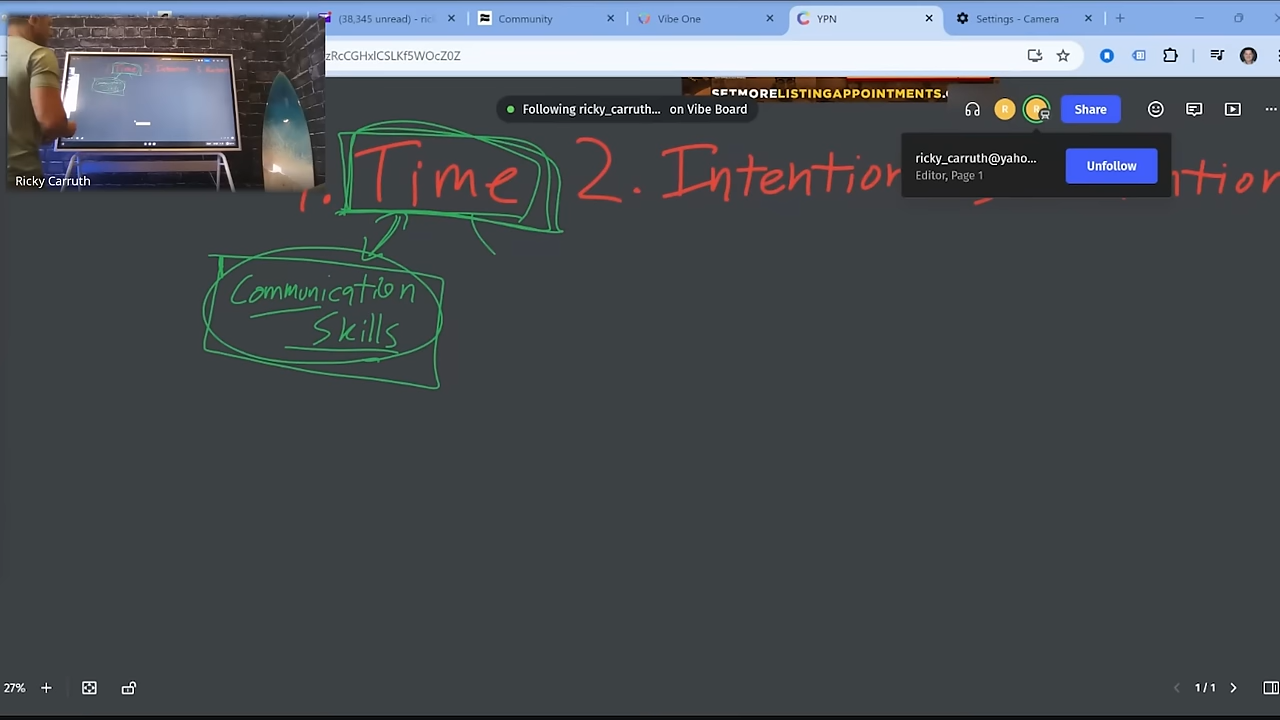 (38,345 unread) - ric
Community
Vibe One
YPN
Settings - Camera
zRcCGHxICSLKf5WOcZ0Z
SETMORELISTINGAPPOINTMENTS.
Following ricky_carruth... on Vibe Board
R
Share
ricky_carruth@yaho...
Editor, Page 1
Unfollow
Ricky Carruth
1. Time 2. Intention
Communication
Skills
27%
1/1